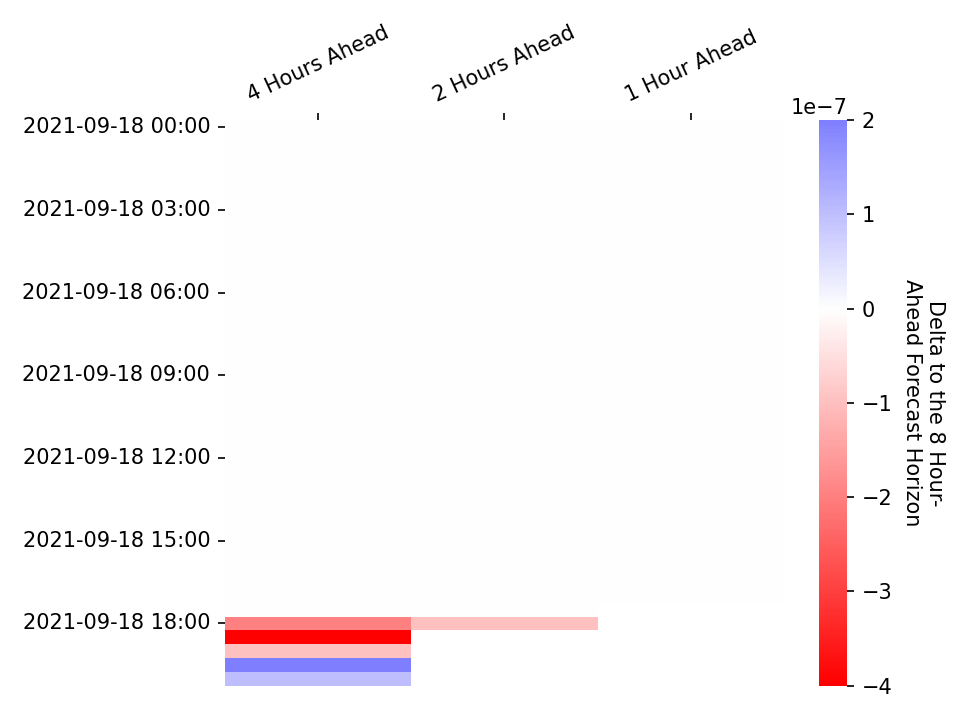 4 Hours Ahead
2 Hours Ahead
1 Hour Ahead
1e−7
2021-09-18 00:00
2021-09-18 03:00
2021-09-18 06:00
2021-09-18 09:00
2021-09-18 12:00
2021-09-18 15:00
2021-09-18 18:00
2
1
0
−1
−2
−3
−4
Delta to the 8 Hour-
Ahead Forecast Horizon